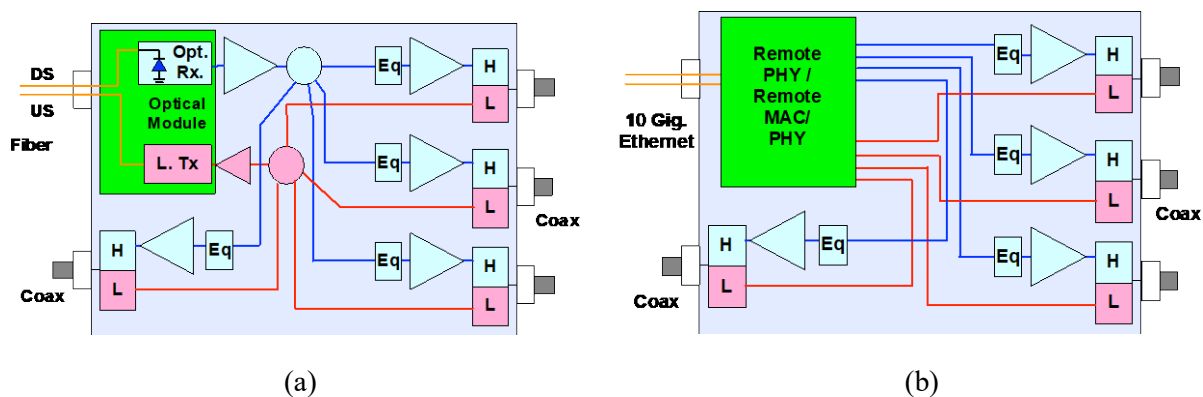 DS
US
Fiber
Opt.
Rx.
Optical
Module
L. Tx
Eq
H
L
Eq
H
L
Coax
H
L
Eq
Coax
Eq
H
L
(a)
10 Gig.
Ethernet
Remote
PHY /
Remote
MAC/
PHY
Eq
H
L
Eq
H
L
Coax
H
L
Eq
Coax
Eq
H
L
(b)